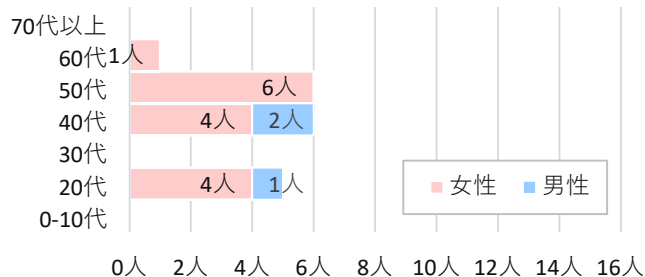 70代以上
60代 1人
50代 6人
40代 4人 2人
30代
20代 4人 1人
0-10代
女性 男性
0人 2人 4人 6人 8人 10人 12人 14人 16人